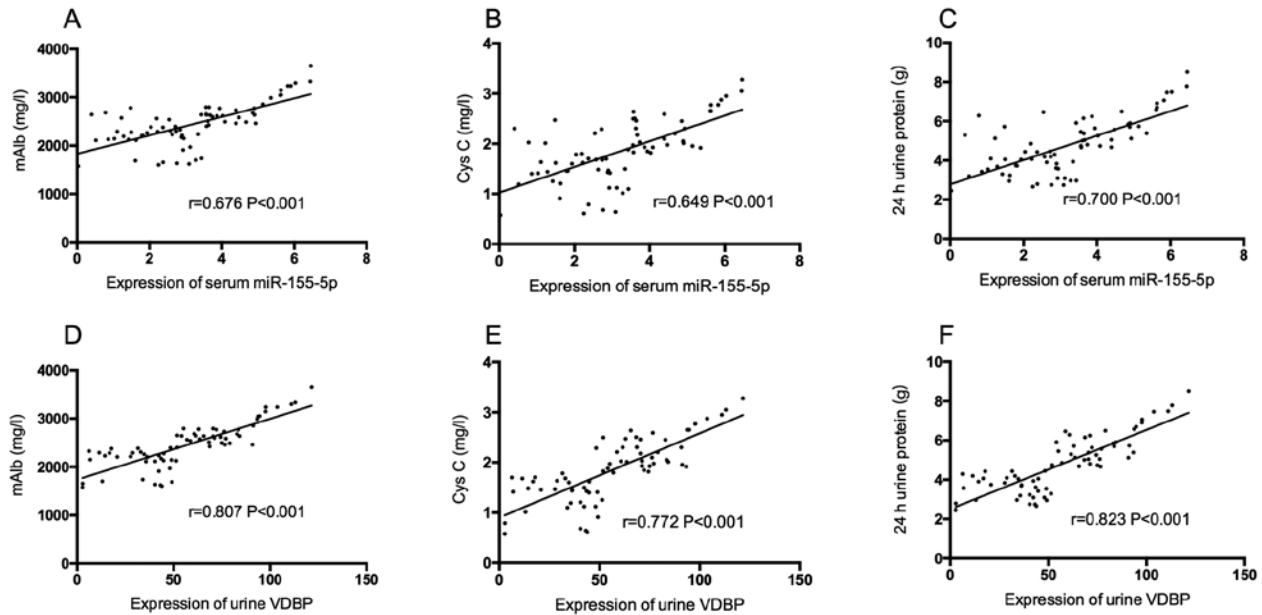 A
mAlb (mg/l)
4000
3000
2000
1000
0
0 2 4 6 8
r=0.676 P<0.001
Expression of serum miR-155-5p
B
Cys C (mg/l)
4
3
2
1
0
0 2 4 6 8
r=0.649 P<0.001
Expression of serum miR-155-5p
C
24 h urine protein (g)
10
8
6
4
2
0
0 2 4 6 8
r=0.700 P<0.001
Expression of serum miR-155-5p
D
mAlb (mg/l)
4000
3000
2000
1000
0
0 50 100 150
r=0.807 P<0.001
Expression of urine VDBP
E
Cys C (mg/l)
4
3
2
1
0
0 50 100 150
r=0.772 P<0.001
Expression of urine VDBP
F
24 h urine protein (g)
10
8
6
4
2
0
0 50 100 150
r=0.823 P<0.001
Expression of urine VDBP